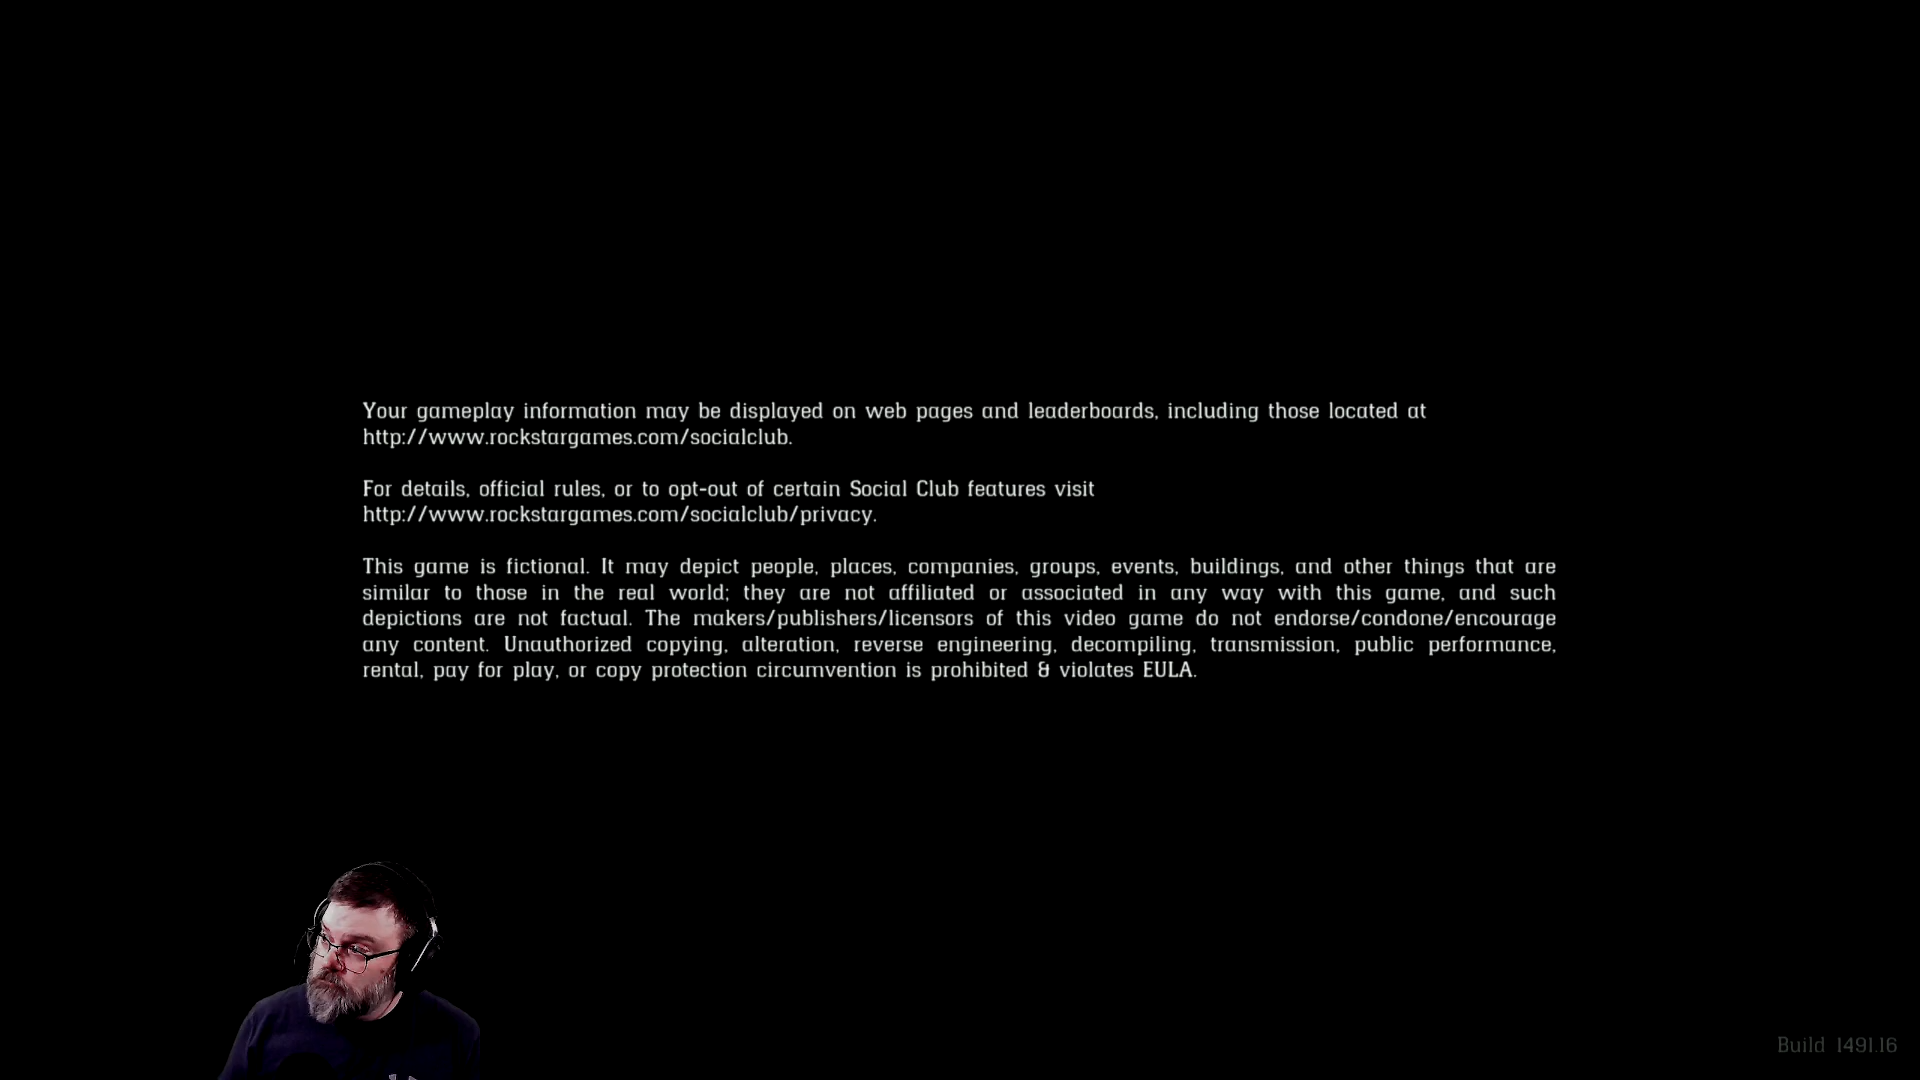 Your gameplay information may be displayed on web pages and leaderboards, including those located at
http://www.rockstargames.com/socialclub.
For details, official rules, or to opt-out of certain Social Club features visit
http://www.rockstargames.com/socialclub/privacy.
This game is fictional. It may depict people, places, companies, groups, events, buildings, and other things that are
similar to those in the real world; they are not affiliated or associated in any way with this game, and such
depictions are not factual. The makers/publishers/licensors of this video game do not endorse/condone/encourage
any content. Unauthorized copying, alteration, reverse engineering, decompiling, transmission, public performance,
rental, pay for play, or copy protection circumvention is prohibited & violates EULA.
Build 1491.16